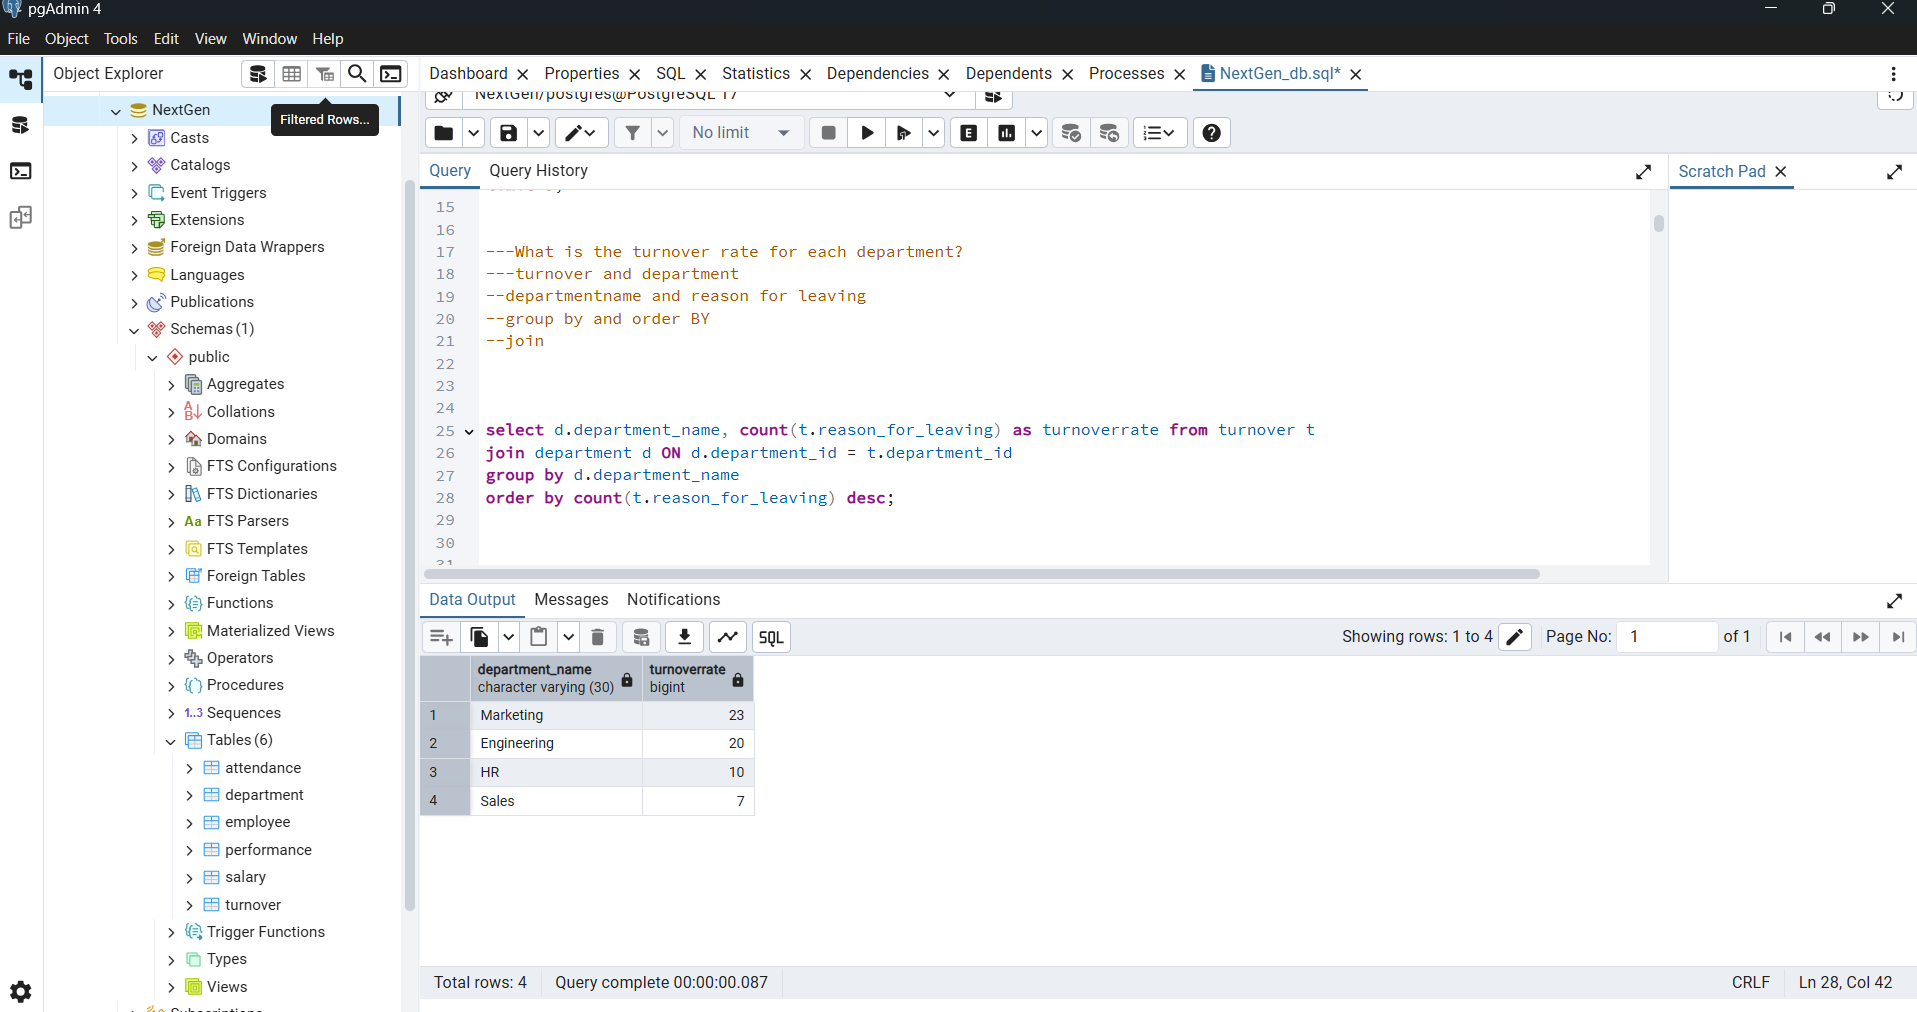 pgAdmin 4
File Object Tools Edit View Window Help
Object Explorer
Filtered Rows...
NextGen
Casts
Catalogs
Event Triggers
Extensions
Foreign Data Wrappers
Languages
Publications
Schemas (1)
public
Aggregates
Collations
Domains
FTS Configurations
FTS Dictionaries
Aa FTS Parsers
FTS Templates
Foreign Tables
Functions
Materialized Views
Operators
Procedures
1..3 Sequences
Tables (6)
attendance
department
employee
performance
salary
turnover
Trigger Functions
Types
Views
Subscriptions
Dashboard Properties SQL Statistics Dependencies Dependents Processes NextGen_db.sql*
NextGen/postgres@PostgreSQL 17
No limit E
Query Query History
Scratch Pad
15
16
17 ---What is the turnover rate for each department?
18 ---turnover and department
19 --departmentname and reason for leaving
20 --group by and order BY
21 --join
22
23
24
25 select d.department_name, count(t.reason_for_leaving) as turnoverrate from turnover t
26 join department d ON d.department_id = t.department_id
27 group by d.department_name
28 order by count(t.reason_for_leaving) desc;
29
30
31
Data Output Messages Notifications
SQL Showing rows: 1 to 4 Page No: 1 of 1
department_name turnoverrate
character varying (30) bigint
1 Marketing 23
2 Engineering 20
3 HR 10
4 Sales 7
Total rows: 4 Query complete 00:00:00.087 CRLF Ln 28, Col 42